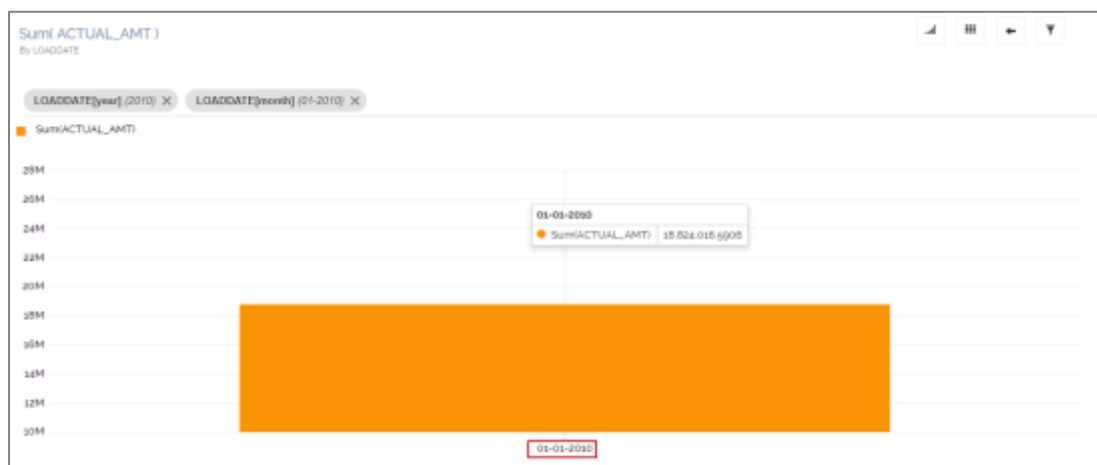 Sum( ACTUAL_AMT )
By LOADDATE
LOADDATE[year] (2010) ✕ LOADDATE[month] (01-2010) ✕
Sum(ACTUAL_AMT)
28M
26M
24M
22M
20M
18M
16M
14M
12M
10M
01-01-2010
Sum(ACTUAL_AMT) 18,824,016.5906
01-01-2010